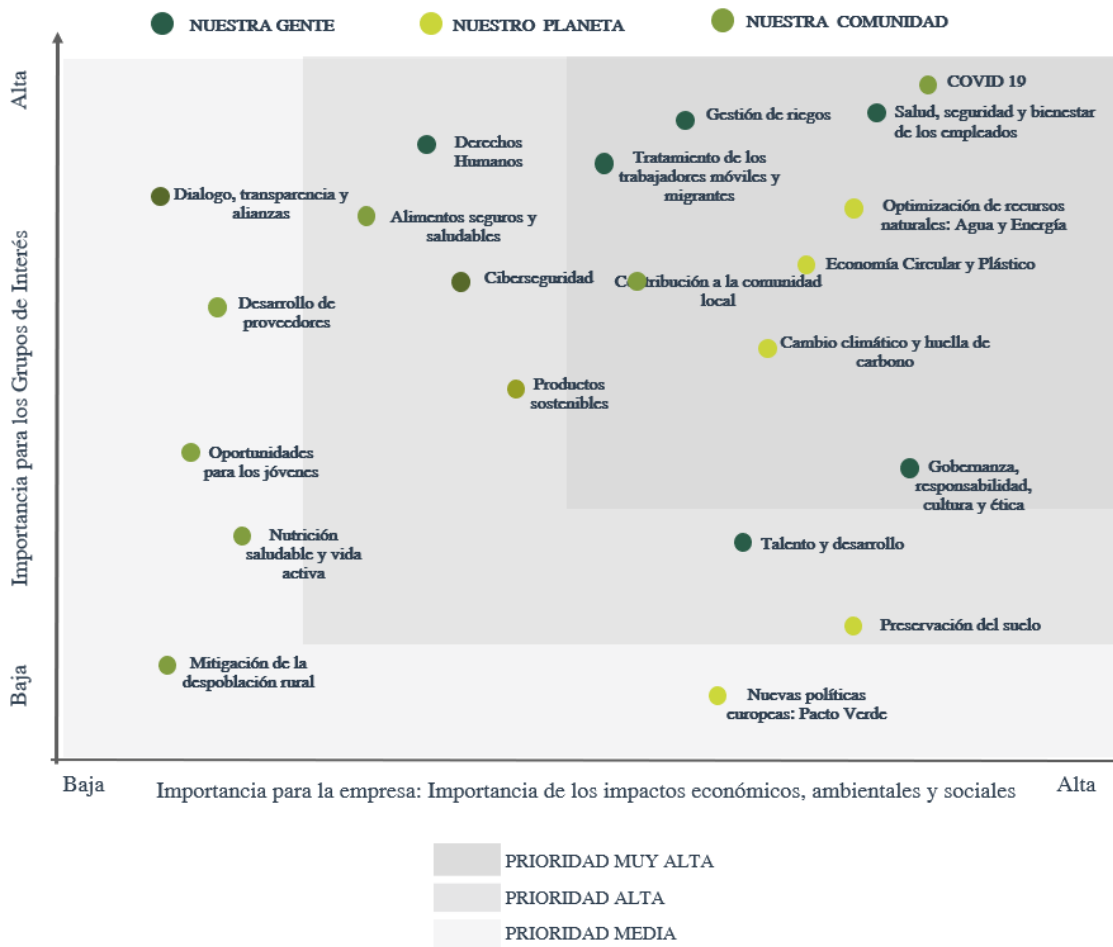 NUESTRA GENTE
NUESTRO PLANETA
NUESTRA COMUNIDAD
Alta
Importancia para los Grupos de Interés
Baja
COVID 19
Salud, seguridad y bienestar
de los empleados
Gestión de riegos
Derechos
Humanos
Tratamiento de los
trabajadores móviles y
migrantes
Dialogo, transparencia y
alianzas
Alimentos seguros y
saludables
Optimización de recursos
naturales: Agua y Energía
Ciberseguridad
Economía Circular y Plástico
Contribución a la comunidad
local
Desarrollo de
proveedores
Cambio climático y huella de
carbono
Productos
sostenibles
Oportunidades
para los jóvenes
Gobernanza,
responsabilidad,
cultura y ética
Nutrición
saludable y vida
activa
Talento y desarrollo
Preservación del suelo
Mitigación de la
despoblación rural
Nuevas políticas
europeas: Pacto Verde
Baja
Importancia para la empresa: Importancia de los impactos económicos, ambientales y sociales
Alta
PRIORIDAD MUY ALTA
PRIORIDAD ALTA
PRIORIDAD MEDIA